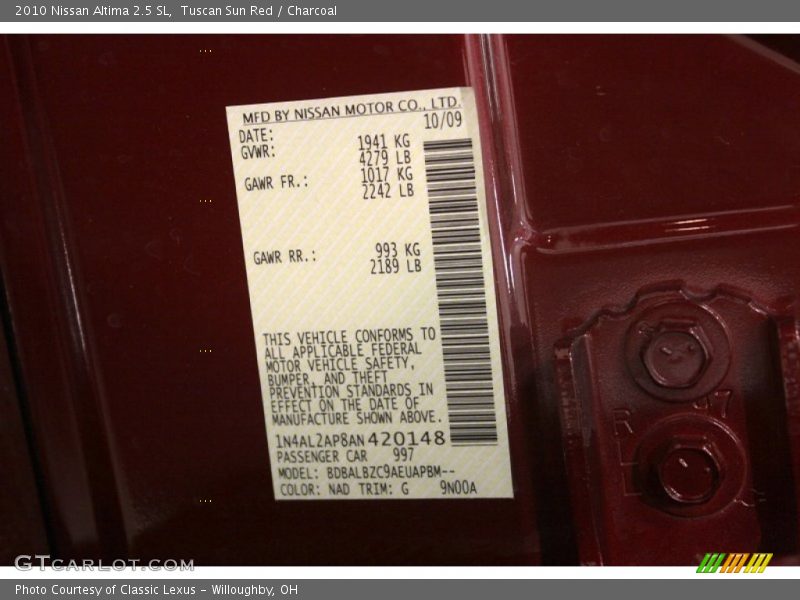 2010 Nissan Altima 2.5 SL,  Tuscan Sun Red / Charcoal
MFD BY NISSAN MOTOR CO., LTD.
DATE: 10/09
GVWR: 1941 KG
4279 LB
GAWR FR.: 1017 KG
2242 LB
GAWR RR.: 993 KG
2189 LB
THIS VEHICLE CONFORMS TO
ALL APPLICABLE FEDERAL
MOTOR VEHICLE SAFETY,
BUMPER, AND THEFT
PREVENTION STANDARDS IN
EFFECT ON THE DATE OF
MANUFACTURE SHOWN ABOVE.
1N4AL2AP8AN420148
PASSENGER CAR 997
MODEL: BDBALBZC9AEUAPBM--
COLOR: NAD TRIM: G 9N00A
R 47
L
GTCARLOT.COM
Photo Courtesy of Classic Lexus - Willoughby, OH